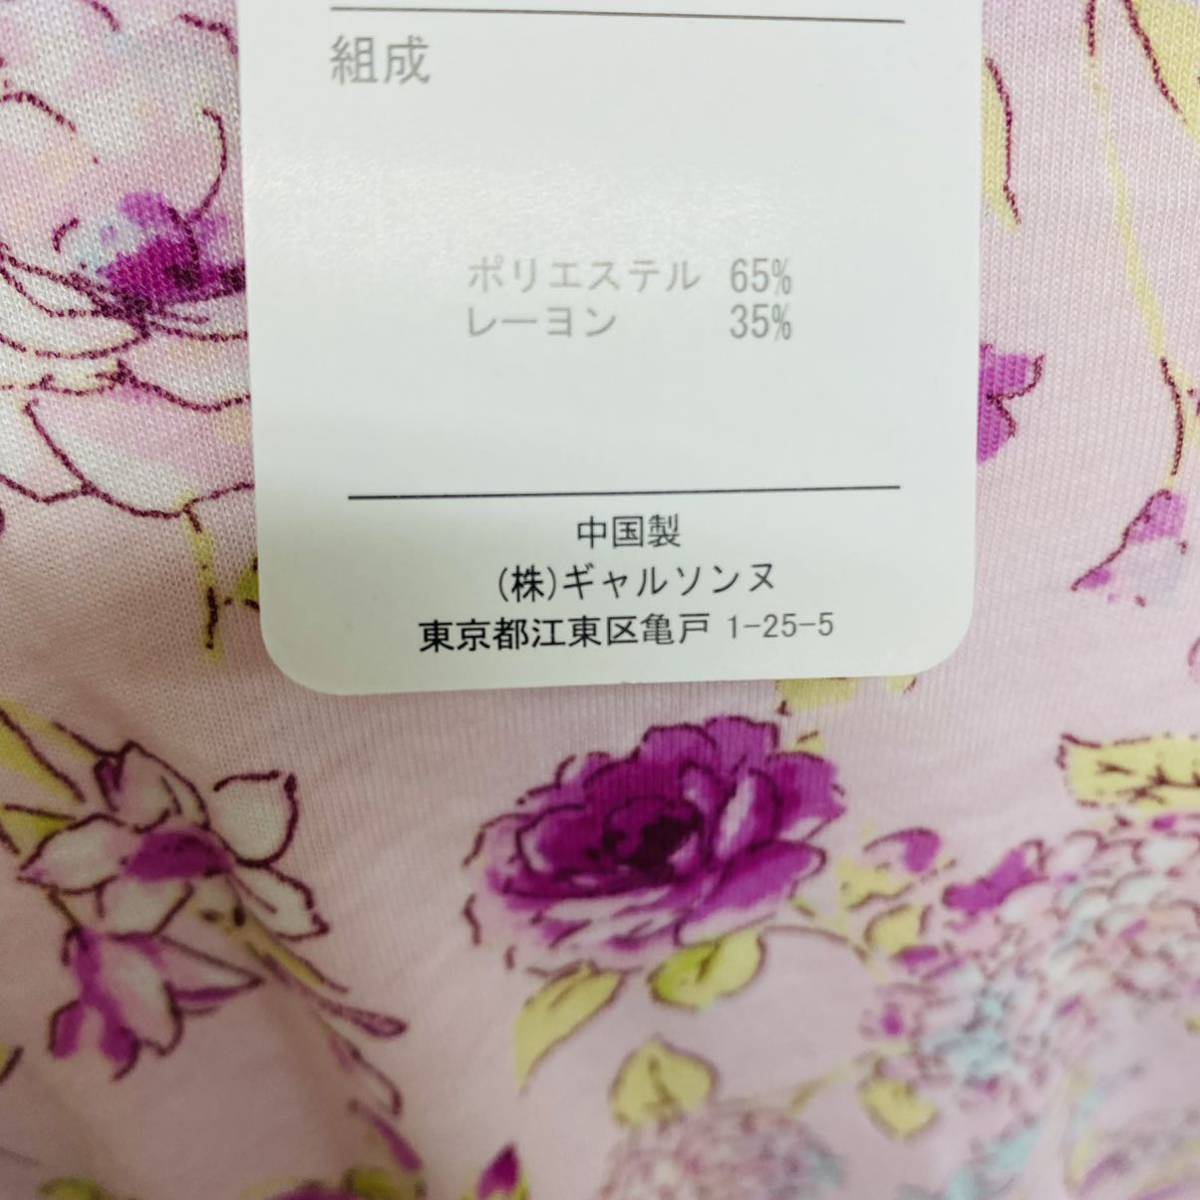 組成
ポリエステル 65%
レーヨン 35%
中国製
(株)ギャルソンヌ
東京都江東区亀戸 1-25-5